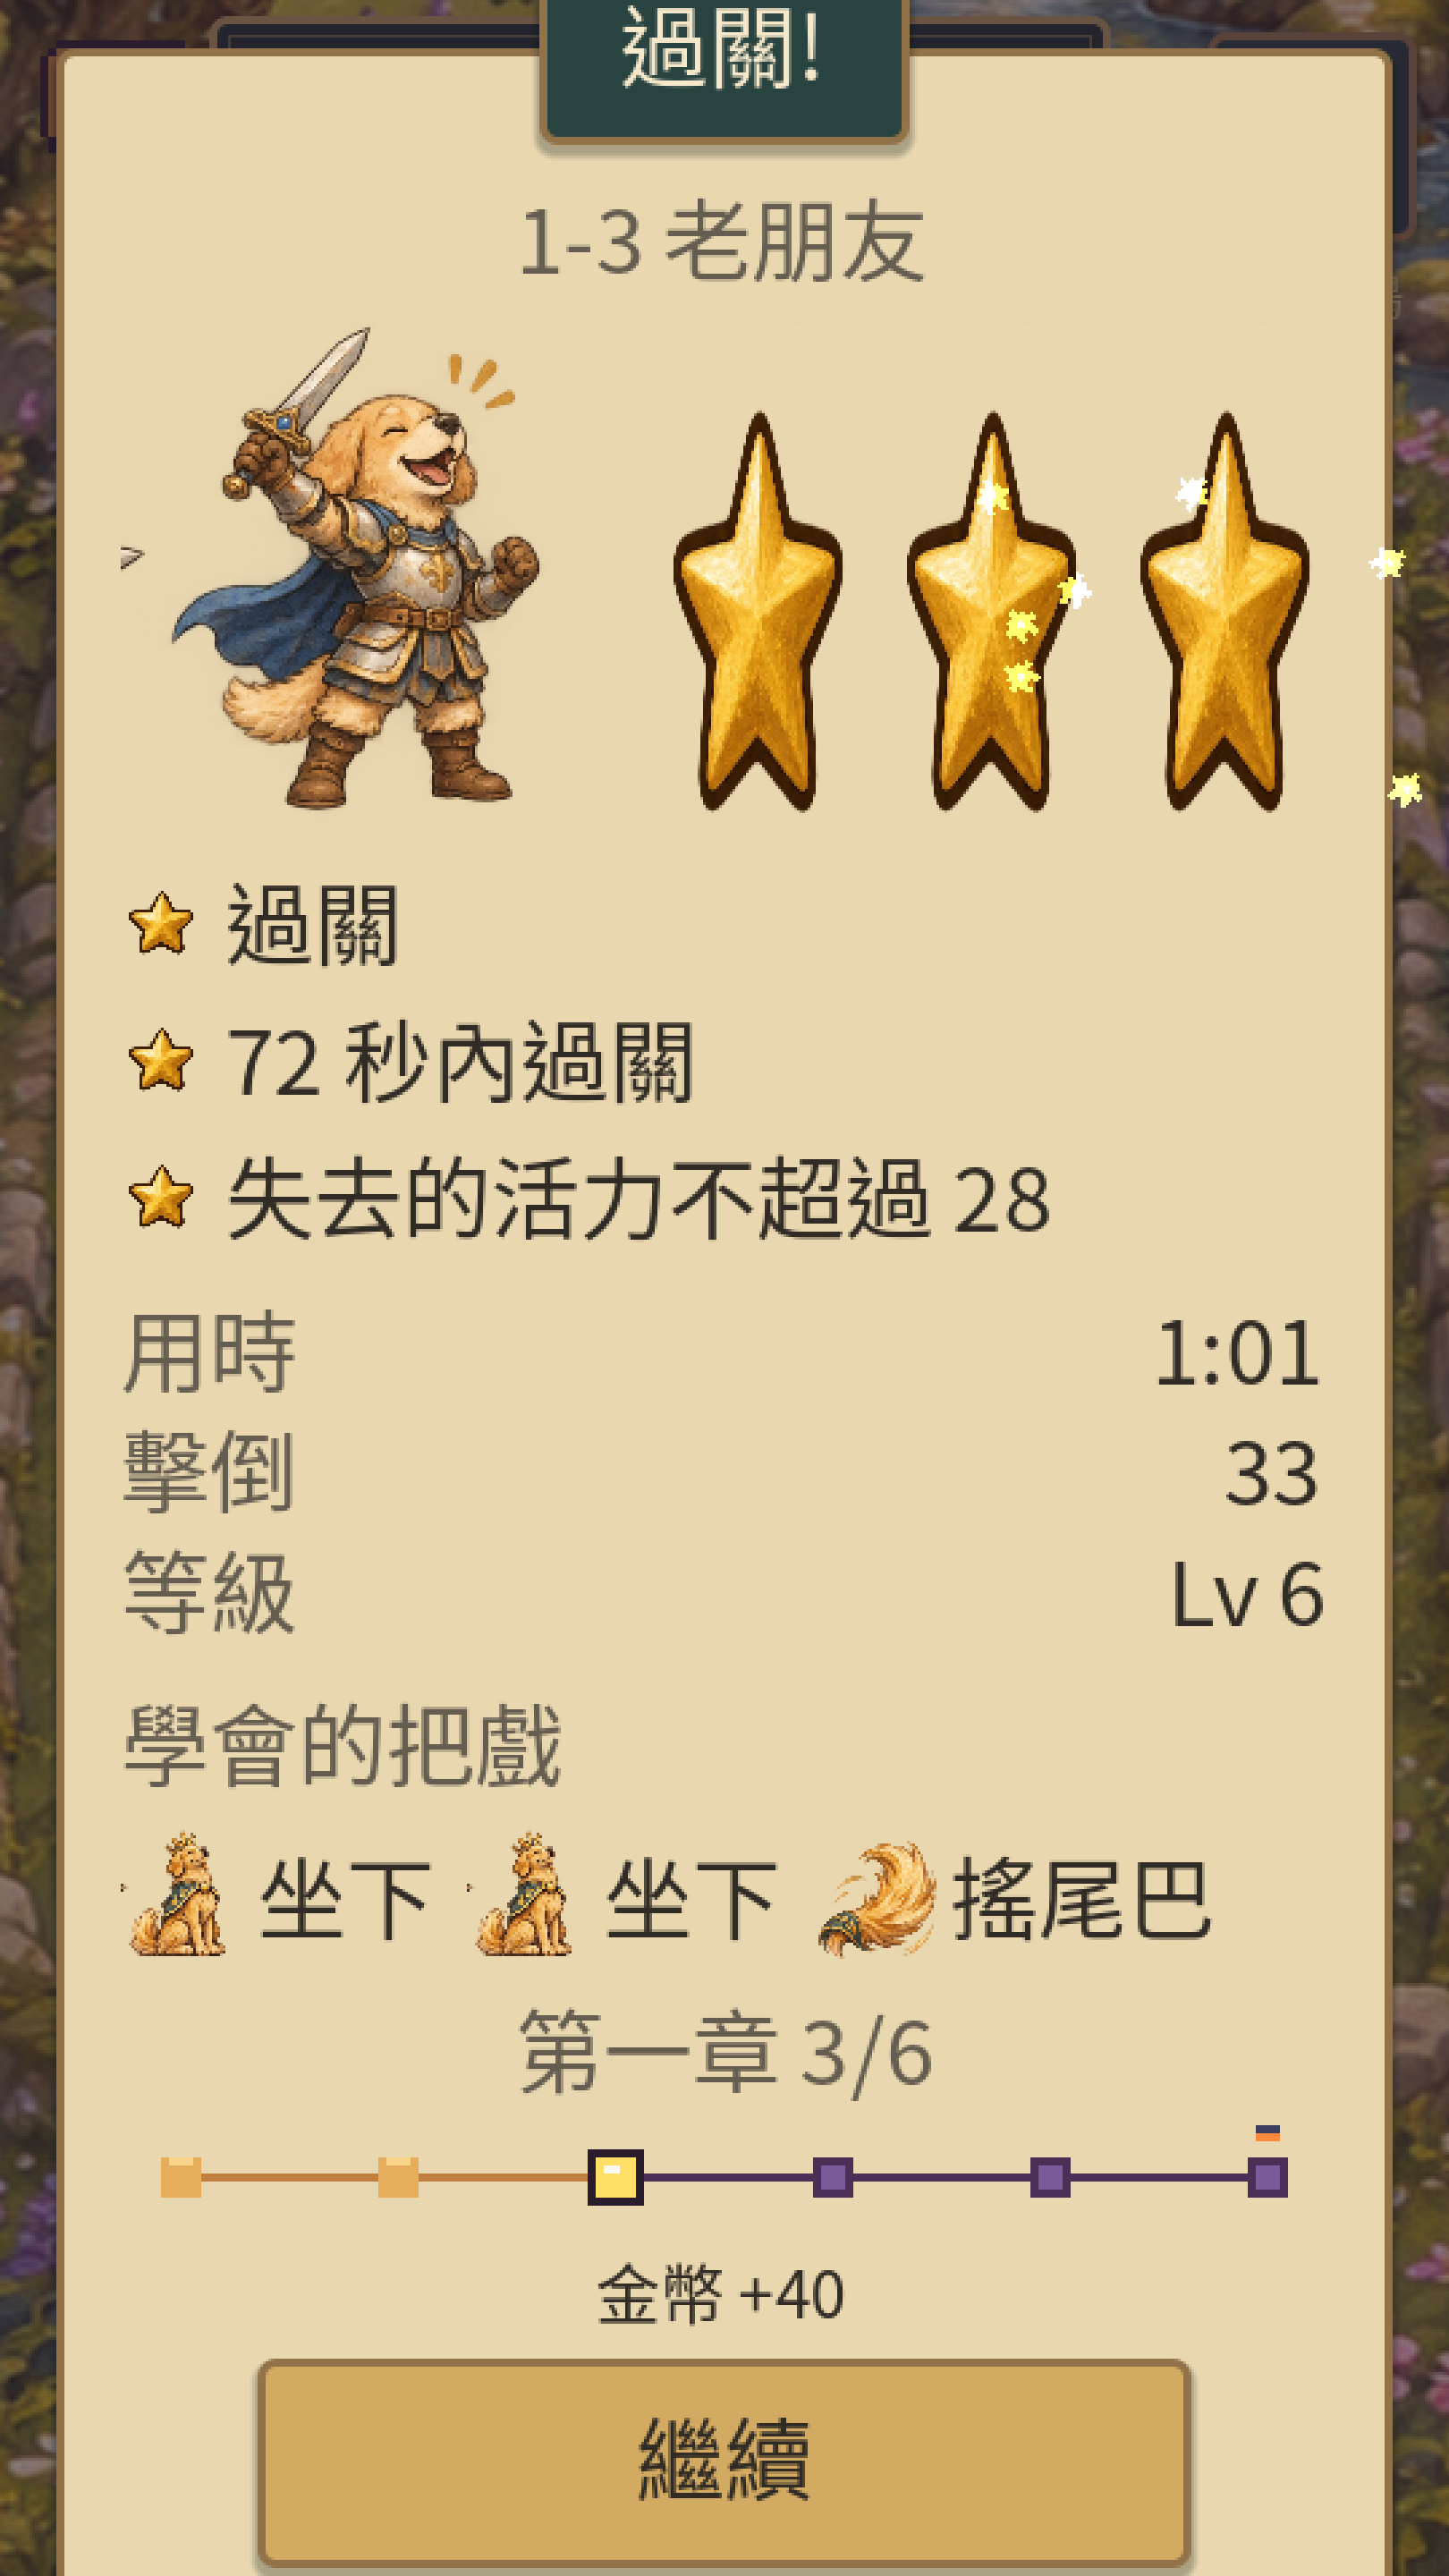 過關!
1-3 老朋友
過關
72 秒內過關
失去的活力不超過 28
用時 1:01
擊倒 33
等級 Lv 6
學會的把戲
坐下 坐下 搖尾巴
第一章 3/6
金幣 +40
繼續